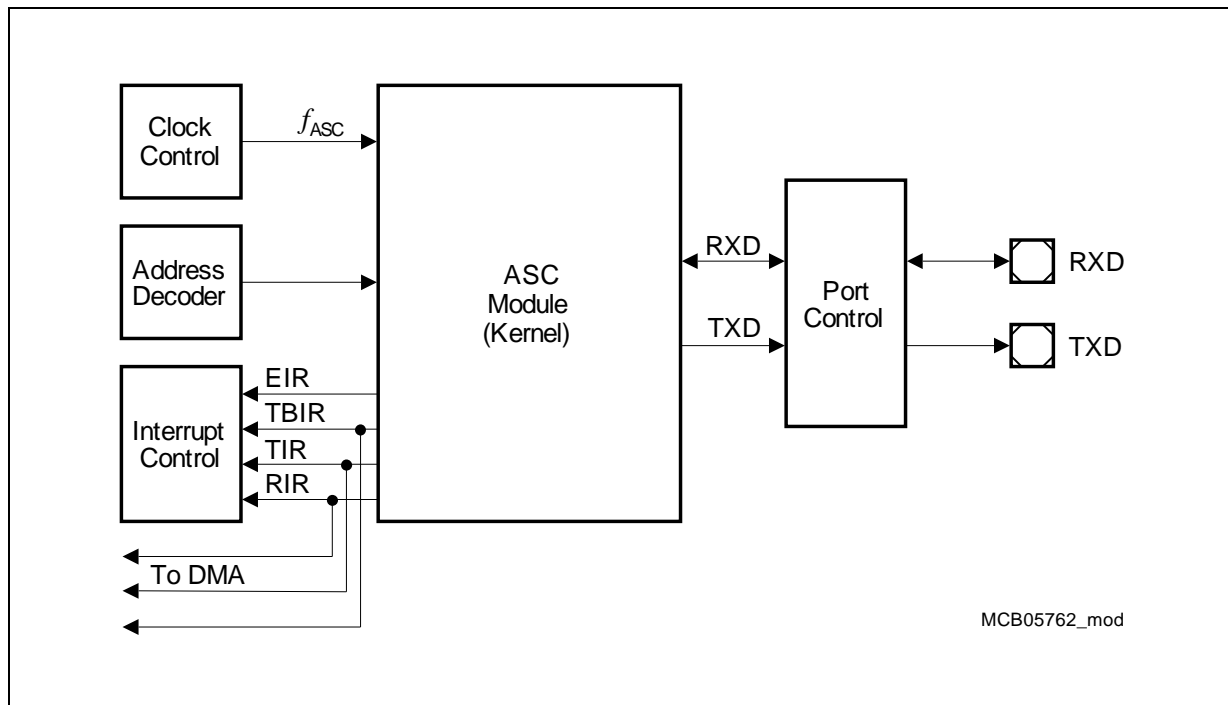 Clock
Control
fASC
Address
Decoder
Interrupt
Control
EIR
TBIR
TIR
RIR
To DMA
ASC
Module
(Kernel)
RXD
TXD
Port
Control
RXD
TXD
MCB05762_mod